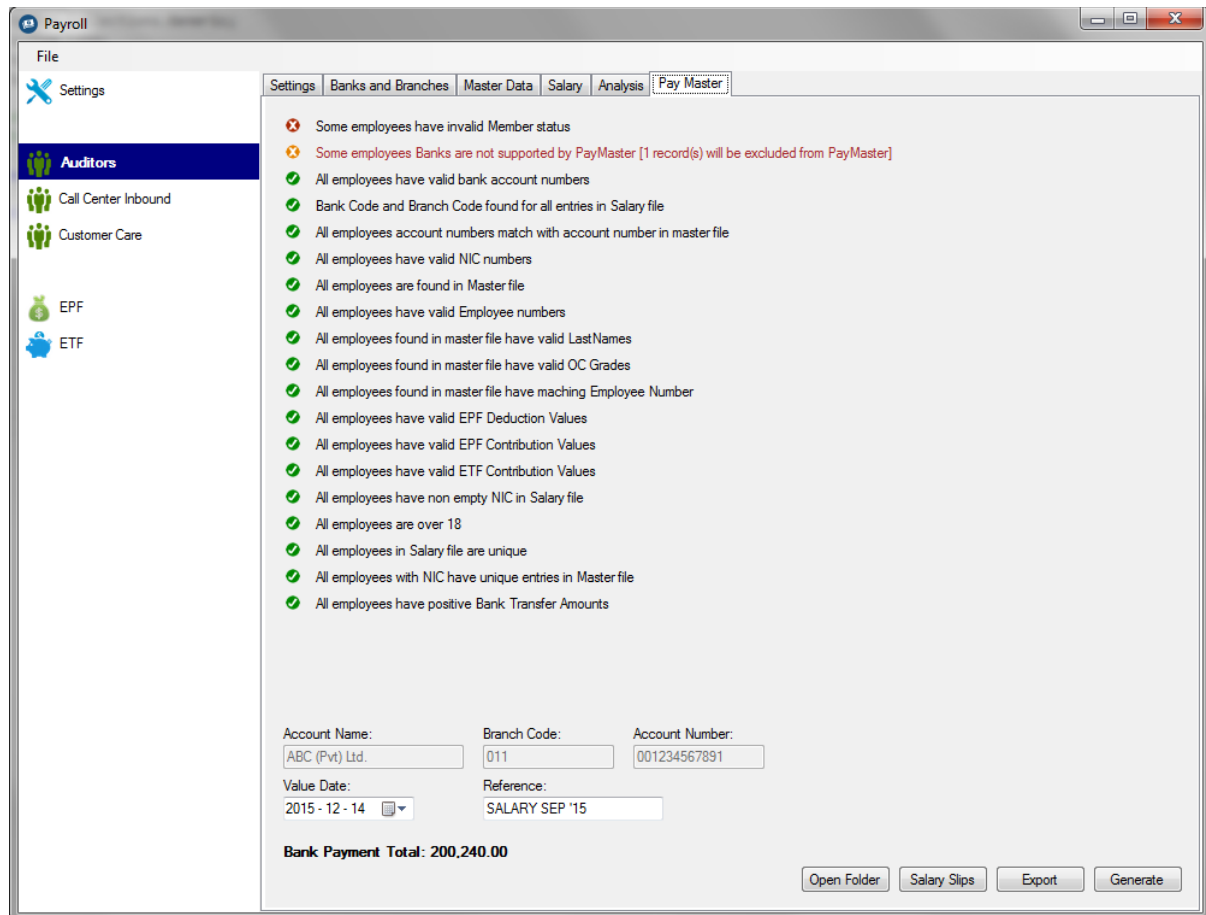 Payroll
File
Settings
Auditors
Call Center Inbound
Customer Care
EPF
ETF
Settings Banks and Branches Master Data Salary Analysis Pay Master
Some employees have invalid Member status
Some employees Banks are not supported by PayMaster [1 record(s) will be excluded from PayMaster]
All employees have valid bank account numbers
Bank Code and Branch Code found for all entries in Salary file
All employees account numbers match with account number in master file
All employees have valid NIC numbers
All employees are found in Master file
All employees have valid Employee numbers
All employees found in master file have valid LastNames
All employees found in master file have valid OC Grades
All employees found in master file have maching Employee Number
All employees have valid EPF Deduction Values
All employees have valid EPF Contribution Values
All employees have valid ETF Contribution Values
All employees have non empty NIC in Salary file
All employees are over 18
All employees in Salary file are unique
All employees with NIC have unique entries in Master file
All employees have positive Bank Transfer Amounts
Account Name: Branch Code: Account Number:
ABC (Pvt) Ltd. 011 001234567891
Value Date: Reference:
2015 - 12 - 14 SALARY SEP '15
Bank Payment Total: 200,240.00
Open Folder Salary Slips Export Generate